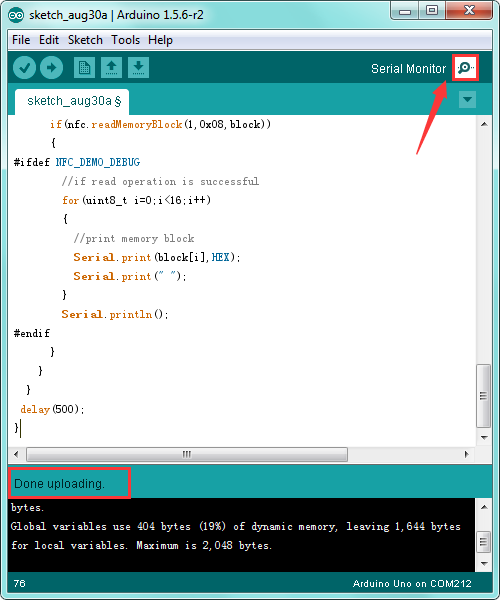 sketch_aug30a | Arduino 1.5.6-r2
File Edit Sketch Tools Help
Serial Monitor
sketch_aug30a §
if(nfc.readMemoryBlock(1,0x08,block))
{
#ifdef NFC_DEMO_DEBUG
//if read operation is successful
for(uint8_t i=0;i<16;i++)
{
//print memory block
Serial.print(block[i],HEX);
Serial.print(" ");
}
Serial.println();
#endif
}
}
}
delay(500);
}
Done uploading.
bytes.
Global variables use 404 bytes (19%) of dynamic memory, leaving 1,644 bytes
for local variables. Maximum is 2,048 bytes.
76 Arduino Uno on COM212